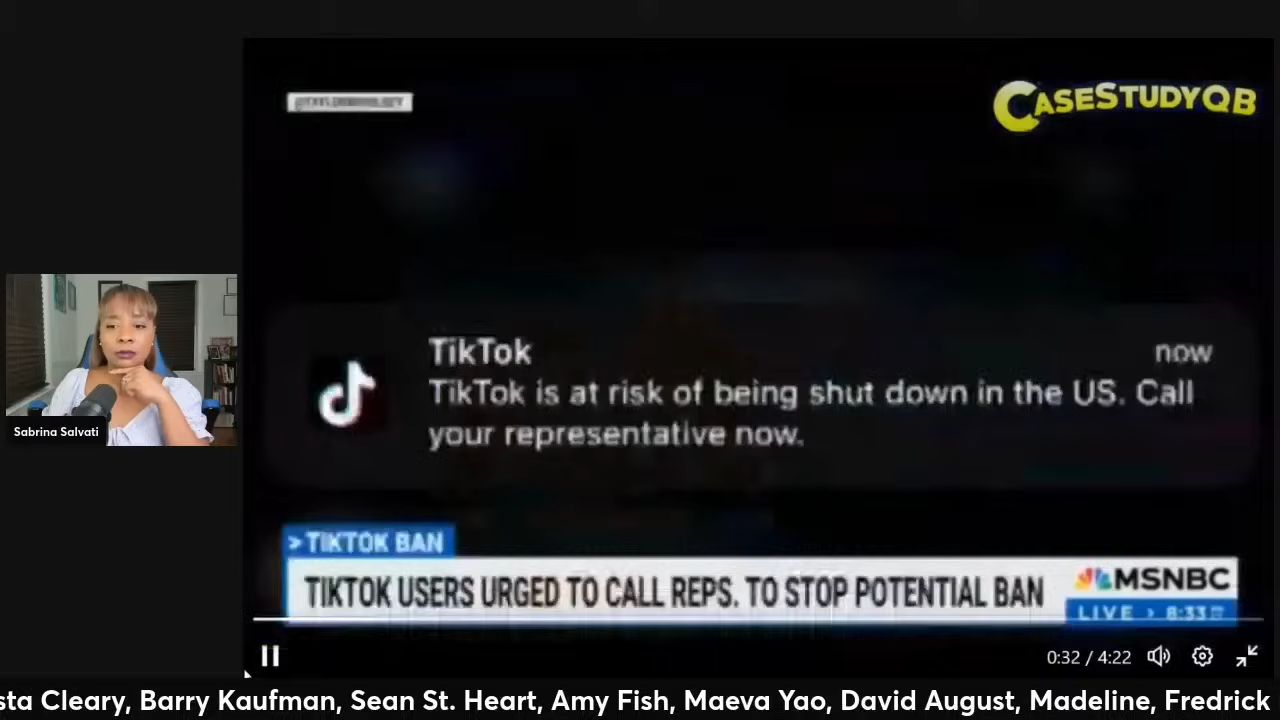 CASESTUDYQB
TikTok
now
TikTok is at risk of being shut down in the US. Call
your representative now.
Sabrina Salvati
> TIKTOK BAN
TIKTOK USERS URGED TO CALL REPS. TO STOP POTENTIAL BAN
MSNBC
LIVE > 8:33
0:32 / 4:22
sta Cleary, Barry Kaufman, Sean St. Heart, Amy Fish, Maeva Yao, David August, Madeline, Fredrick